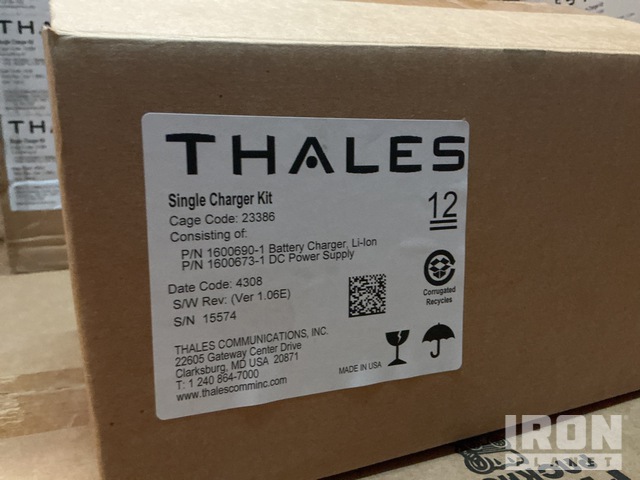 THALES
Single Charger Kit
Cage Code: 23386
Consisting of:
P/N 1600690-1 Battery Charger, Li-Ion
P/N 1600673-1 DC Power Supply
12
Date Code: 4308
S/W Rev: (Ver 1.06E)
S/N 15574
Corrugated
Recycles
THALES COMMUNICATIONS, INC.
22605 Gateway Center Drive
Clarksburg, MD USA 20871
T: 1 240 864-7000
www.thalescomminc.com
MADE IN USA
IRON
PLANET